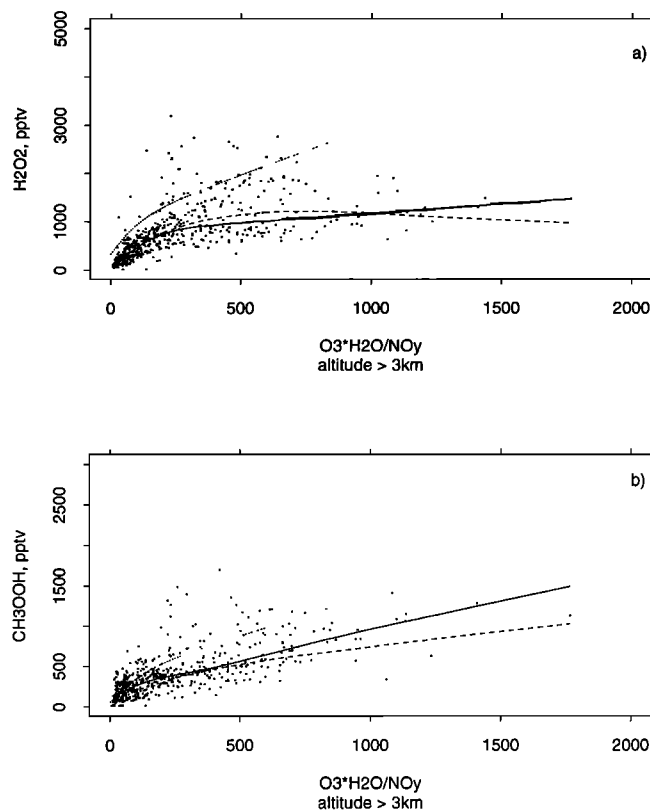 5000
a)
H2O2, pptv
3000
1000
0
0 500 1000 1500 2000
O3*H2O/NOy
altitude > 3km
b)
CH3OOH, pptv
2500
1500
500
0
0 500 1000 1500 2000
O3*H2O/NOy
altitude > 3km